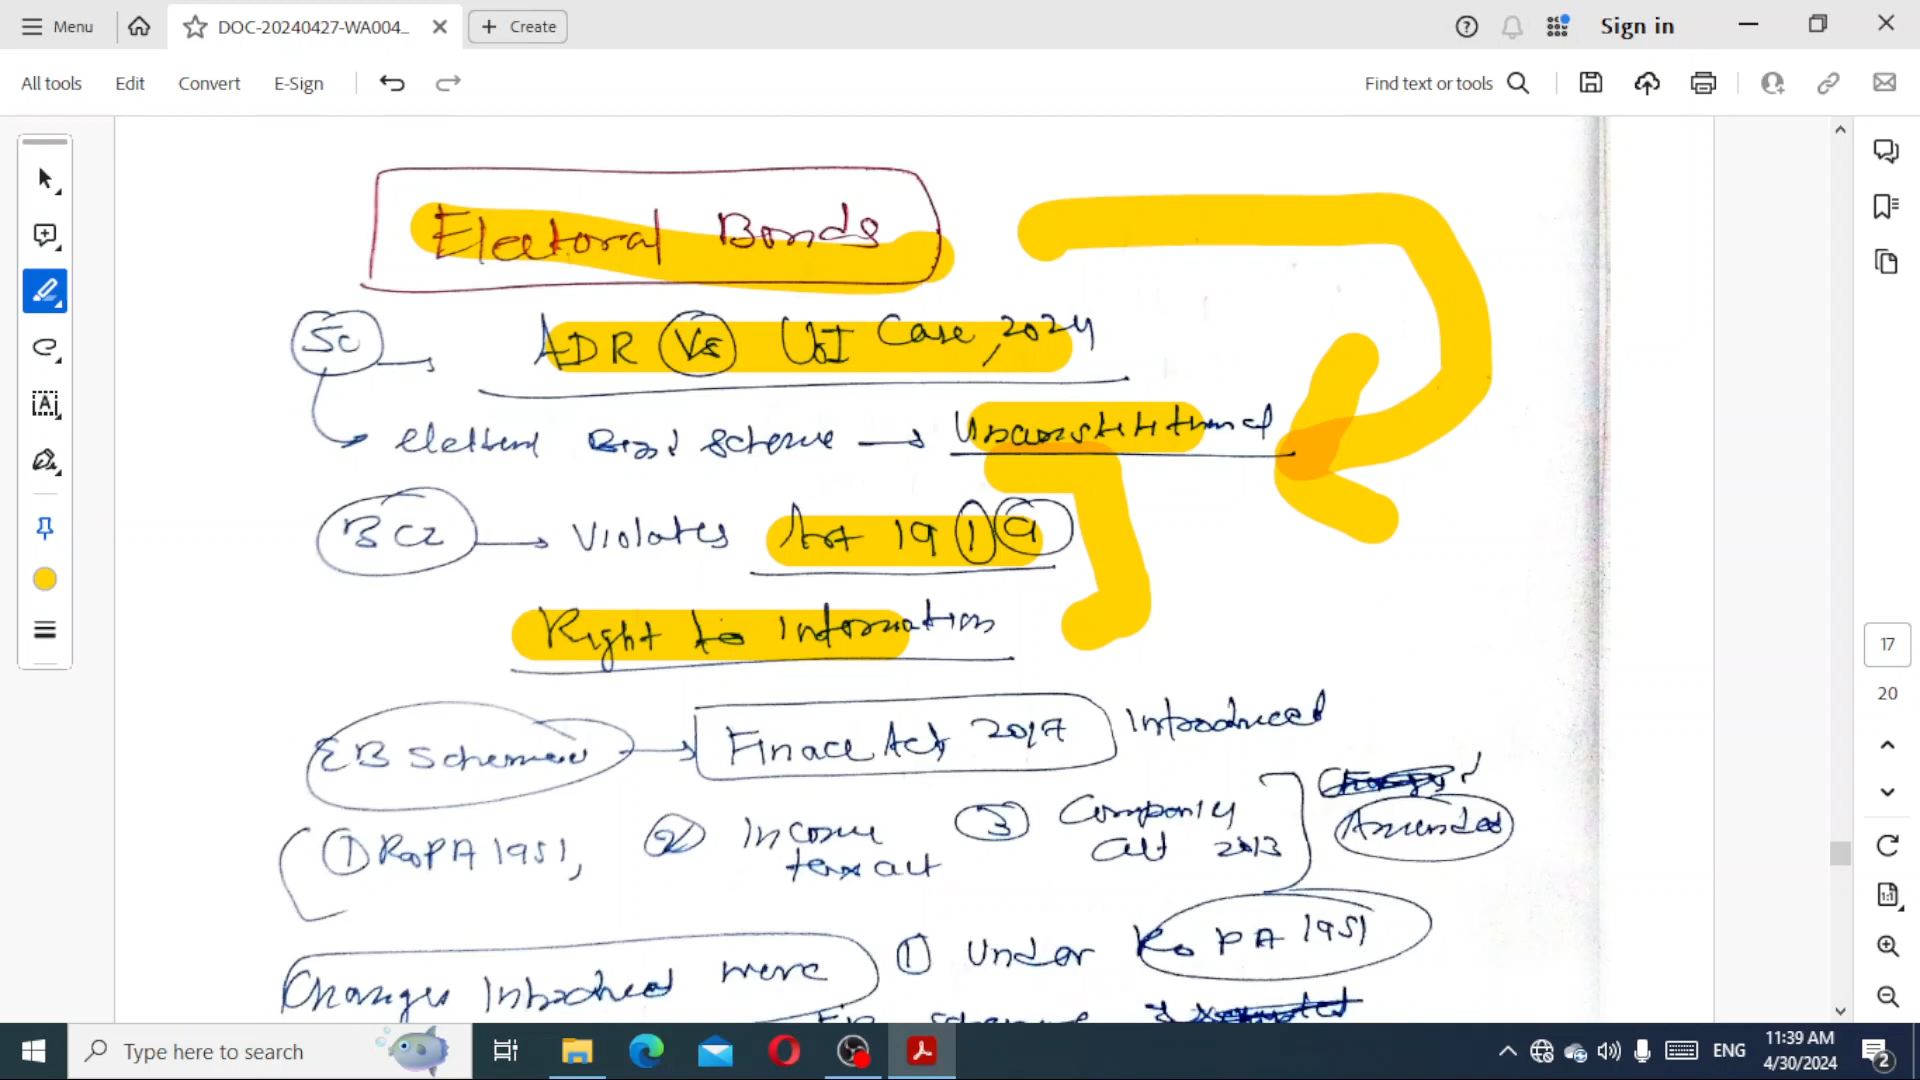 Menu
DOC-20240427-WA004...
Create
Sign in
All tools
Edit
Convert
E-Sign
Find text or tools
Electoral Bonds
SC → ADR Vs UoI Case, 2024
Scheme → Unconstitutional
BCz → Violates Art 19 1 a
Right to Information
EB Schemes → Finace Act 2017 Introduced
① RoPA 1951, ② Income tax act ③ Company act 2013
Amended
Changes Introduced were ① Under RoPA 1951
17
20
Type here to search
ENG
11:39 AM
4/30/2024
2